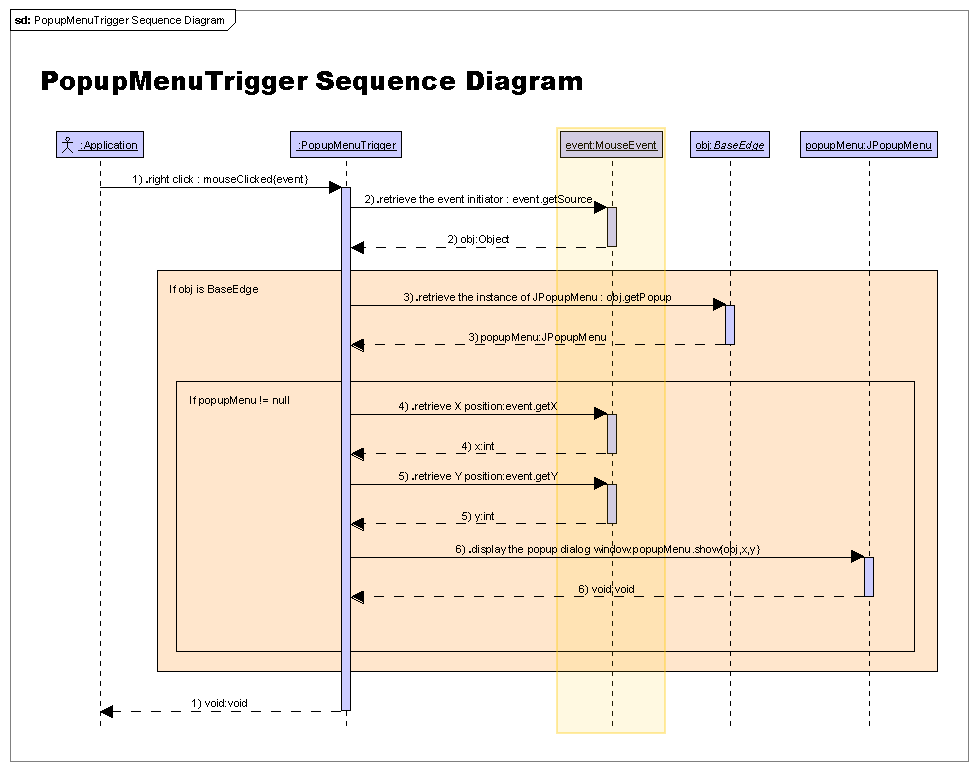 sd: PopupMenuTrigger Sequence Diagram
PopupMenuTrigger Sequence Diagram
:Application
:PopupMenuTrigger
event:MouseEvent
obj:BaseEdge
popupMenu:JPopupMenu
1) .right click : mouseClicked{event}
2) .retrieve the event initiator : event.getSource
2) obj:Object
If obj is BaseEdge
3) .retrieve the instance of JPopupMenu : obj.getPopup
3) popupMenu:JPopupMenu
If popupMenu != null
4) .retrieve X position:event.getX
4) x:int
5) .retrieve Y position:event.getY
5) y:int
6) .display the popup dialog window:popupMenu.show{obj,x,y}
6) void:void
1) void:void